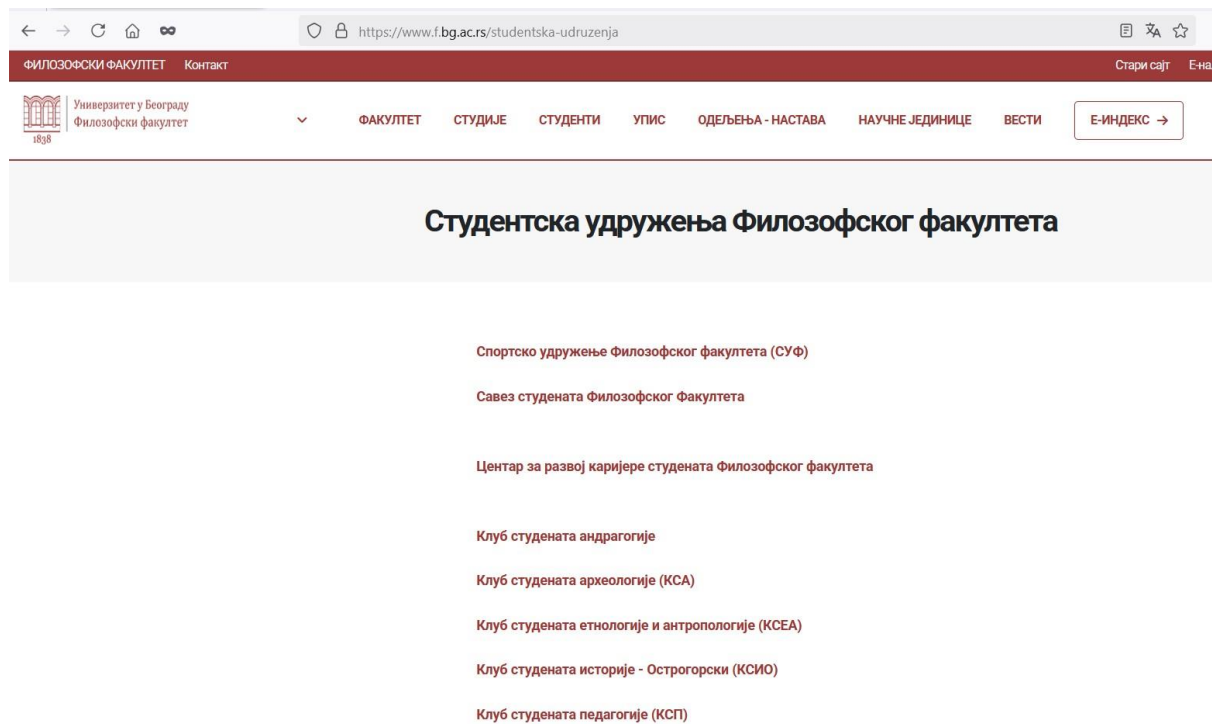 https://www.f.bg.ac.rs/studentska-udruzenja
ФИЛОЗОФСКИ ФАКУЛТЕТ Контакт Стари сајт
Универзитет у Београду
Филозофски факултет
1838
ФАКУЛТЕТ СТУДИЈЕ СТУДЕНТИ УПИС ОДЕЉЕЊА - НАСТАВА НАУЧНЕ ЈЕДИНИЦЕ ВЕСТИ Е-ИНДЕКС →
Студентска удружења Филозофског факултета
Спортско удружење Филозофског факултета (СУФ)
Савез студената Филозофског Факултета
Центар за развој каријере студената Филозофског факултета
Клуб студената андрагогије
Клуб студената археологије (КСА)
Клуб студената етнологије и антропологије (КСЕА)
Клуб студената историје - Острогорски (КСИО)
Клуб студената педагогије (КСП)